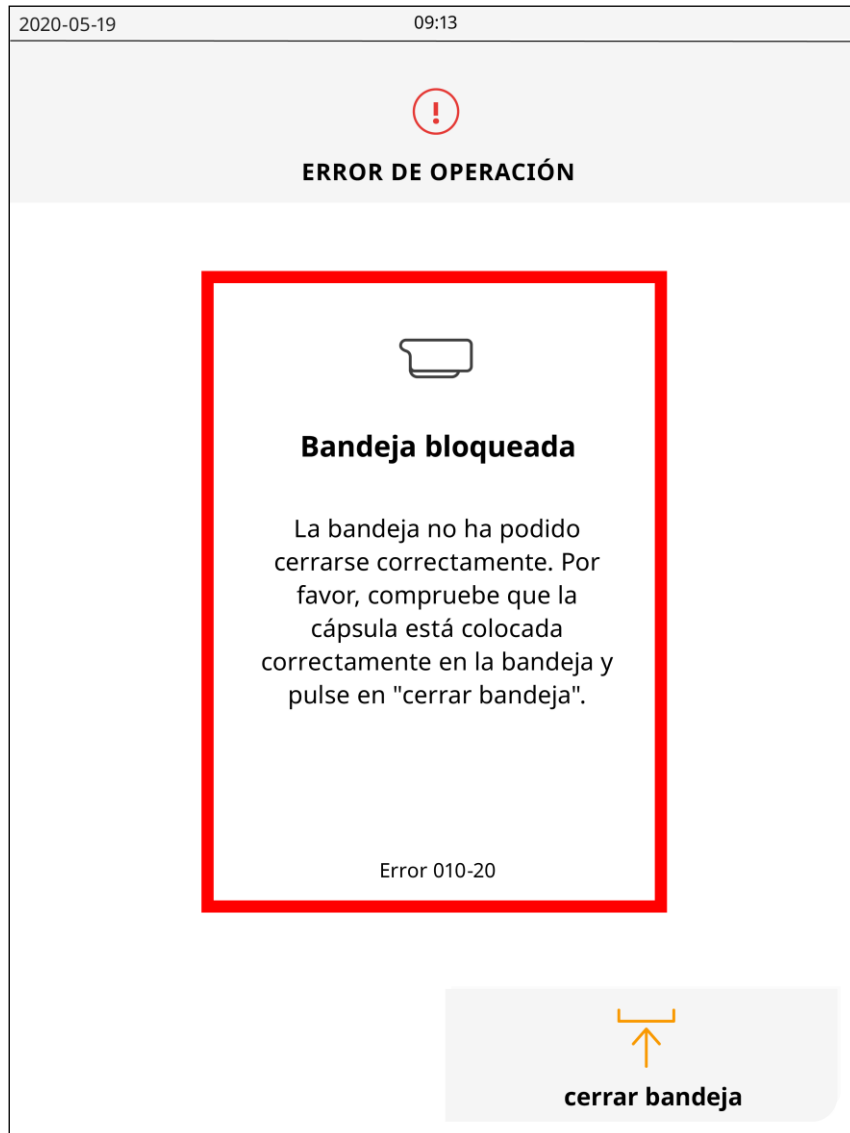 2020-05-19 09:13
ERROR DE OPERACIÓN
Bandeja bloqueada
La bandeja no ha podido
cerrarse correctamente. Por
favor, compruebe que la
cápsula está colocada
correctamente en la bandeja y
pulse en "cerrar bandeja".
Error 010-20
cerrar bandeja